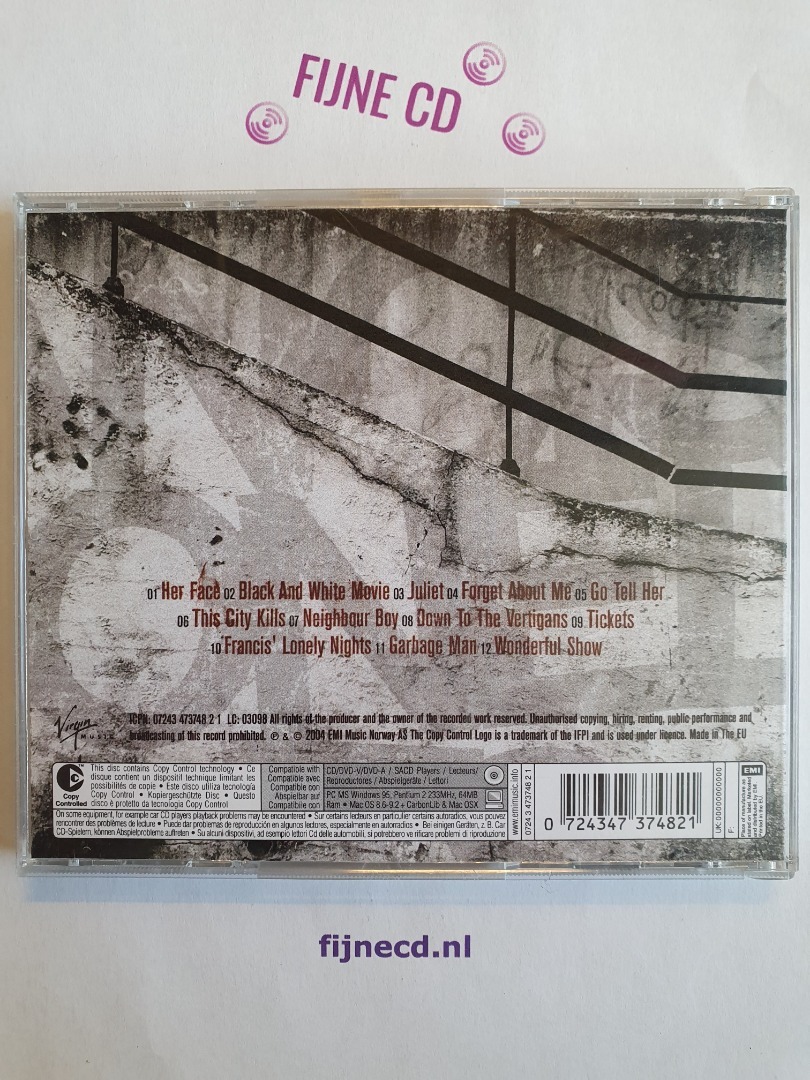 FIJNE CD
01 Her Face 02 Black And White Movie 03 Juliet 04 Forget About Me 05 Go Tell Her
06 This City Kills 07 Neighbour Boy 08 Down To The Vertigans 09 Tickets
10 Francis' Lonely Nights 11 Garbage Man 12 Wonderful Show
Virgin
MUSIC
ICPN: 07243 473748 2 1 LC: 03098 All rights of the producer and the owner of the recorded work reserved. Unauthorised copying, hiring, renting, public performance and
broadcasting of this record prohibited. ℗ & © 2004 EMI Music Norway AS The Copy Control Logo is a trademark of the IFPI and is used under licence. Made in The EU
Copy
Controlled
This disc contains Copy Control technology • Ce
disque contient un dispositif technique limitant les
possibilités de copie • Este disco utiliza tecnología
Copy Control • Kopiergeschützte Disc • Questo
disco è protetto da tecnologia Copy Control
Compatible with
Compatible avec
Compatible con
Abspielbar auf
Compatibile con
CD/DVD-V/DVD-A / SACD Players / Lecteurs/
Reproductores / Abspielgeräte / Lettori
PC MS Windows 95, Pentium 2 233MHz, 64MB
Ram • Mac OS 8.6-9.2 + CarbonLib & Mac OSX
On some equipment, for example car CD players playback problems may be encountered • Sur certains lecteurs en particulier certains autoradios, vous pouvez
rencontrer des problèmes de lecture • Puede dar problemas de reproducción en algunos lectores, especialmente en autorradios • Bei einigen Geräten, z. B. Car
CD-Spielern, können Abspielprobleme auftreten • Su alcuni dispositivi, ad esempio lettori Cd delle automobili, si potrebbero verificare problemi di riproduzione
www.emimusic.info
0724 3 473748 2 1
0 724347 374821
UK:000000000000
F:
EMI
fijnecd.nl